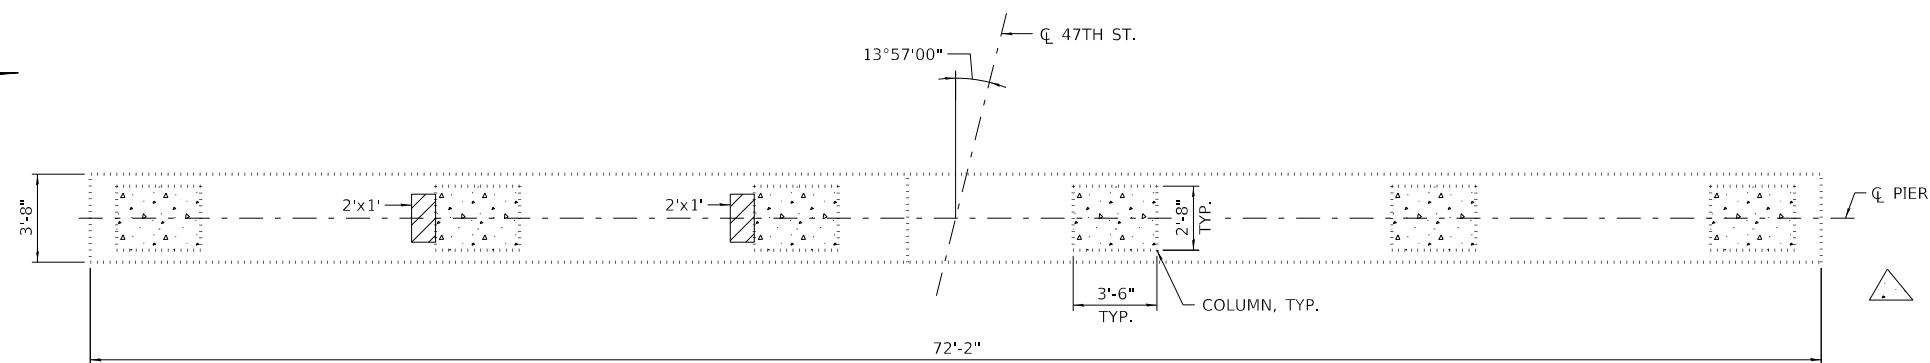 ℄ 47TH ST.
13°57'00"
℄ PIER
3'-8"
2'x1'
2'x1'
2'-8"
TYP.
3'-6"
TYP.
COLUMN, TYP.
72'-2"